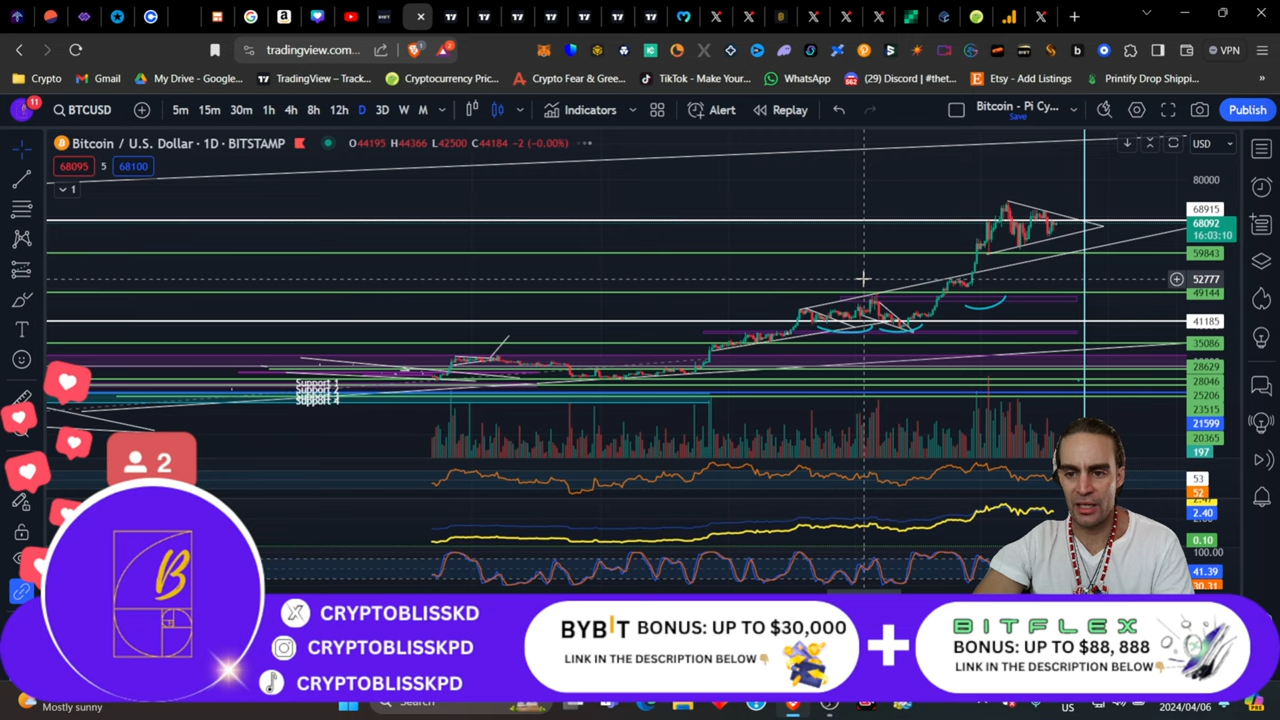 tradingview.com...
VPN
Crypto
Gmail
My Drive - Google...
TradingView – Track...
Cryptocurrency Pric...
Crypto Fear & Gree...
TikTok - Make Your...
WhatsApp
(29) Discord | #thet...
Etsy - Add Listings
Printify Drop Shippi...
11
BTCUSD
5m 15m 30m 1h 4h 8h 12h D 3D W M
Indicators
Alert
Replay
Bitcoin - Pi Cy...
Save
Publish
Bitcoin / U.S. Dollar · 1D · BITSTAMP
O44195 H44366 L42500 C44184 -2 (-0.00%)
USD
68095 5 68100
1
80000
68915
68092
16:03:10
59843
52777
49144
41185
35086
28629
28046
25206
23515
21599
20365
197
Support 1
Support 2
Support 4
53
52
2.40
0.10
100.00
41.39
30.31
2
B
CRYPTOBLISSKD
CRYPTOBLISSKPD
CRYPTOBLISSKPD
BYBIT BONUS: UP TO $30,000
LINK IN THE DESCRIPTION BELOW
BITFLEX
BONUS: UP TO $88, 888
LINK IN THE DESCRIPTION BELOW
Mostly sunny
Search
US
2024/04/06